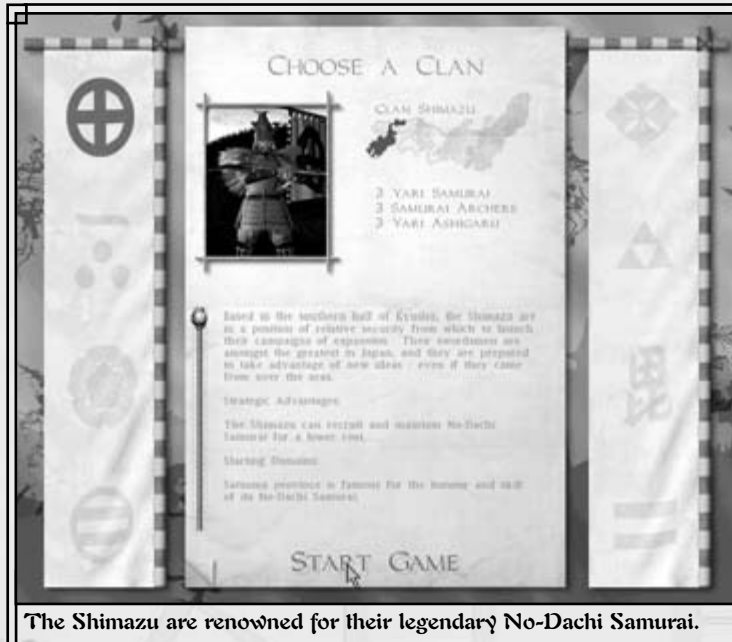 CHOOSE A CLAN
CLAN SHIMAZU
3 YARI SAMURAI
3 SAMURAI ARCHERS
3 YARI ASHIGARU
Based in the southern half of Kyushu, the Shimazu are
in a position of relative security from which to launch
their campaigns of expansion. Their swordsmen are
amongst the greatest in Japan, and they are prepared
to take advantage of new ideas - even if they came
from over the seas.
Strategic Advantages
The Shimazu can recruit and maintain No-Dachi
Samurai for a lower cost.
Starting Domains
Satsuma province is famous for the honour and skill
of its No-Dachi Samurai.
START GAME
毘
The Shimazu are renowned for their legendary No-Dachi Samurai.